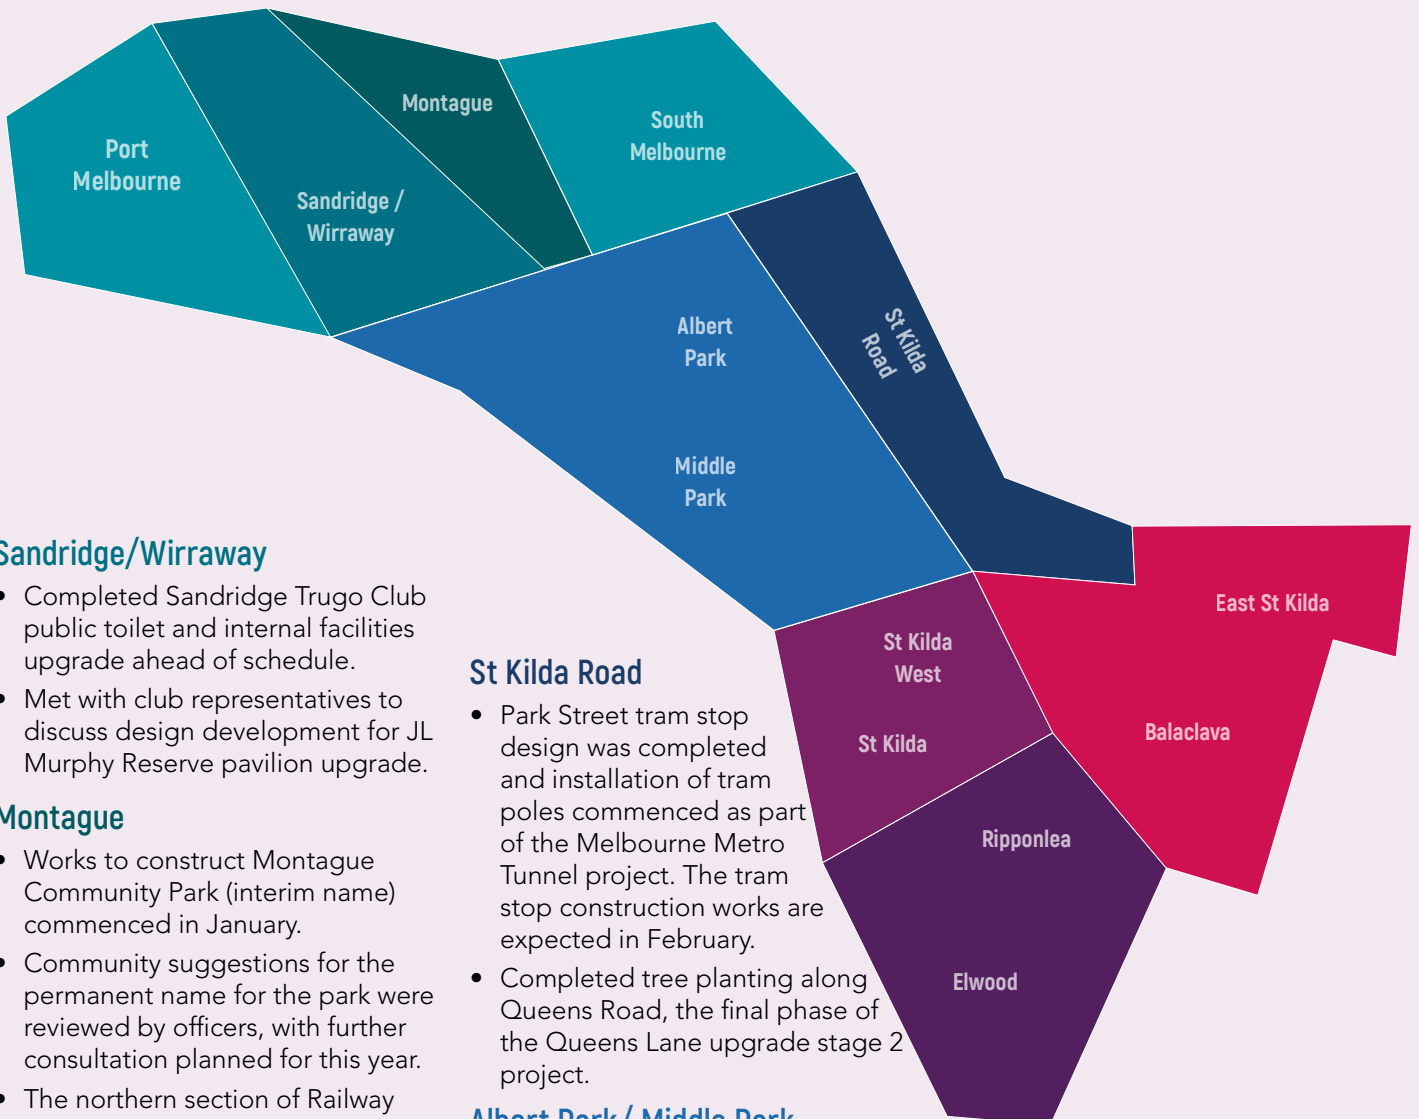 Port
Melbourne
Sandridge /
Wirraway
Montague
South
Melbourne
Albert
Park
Middle
Park
St Kilda
Road
St Kilda
West
St Kilda
East St Kilda
Balaclava
Ripponlea
Elwood
Sandridge/Wirraway
• Completed Sandridge Trugo Club
public toilet and internal facilities
upgrade ahead of schedule.
• Met with club representatives to
discuss design development for JL
Murphy Reserve pavilion upgrade.
Montague
• Works to construct Montague
Community Park (interim name)
commenced in January.
• Community suggestions for the
permanent name for the park were
reviewed by officers, with further
consultation planned for this year.
• The northern section of Railway
St Kilda Road
• Park Street tram stop
design was completed
and installation of tram
poles commenced as part
of the Melbourne Metro
Tunnel project. The tram
stop construction works are
expected in February.
• Completed tree planting along
Queens Road, the final phase of
the Queens Lane upgrade stage 2
project.
Albert Park / Middle Park